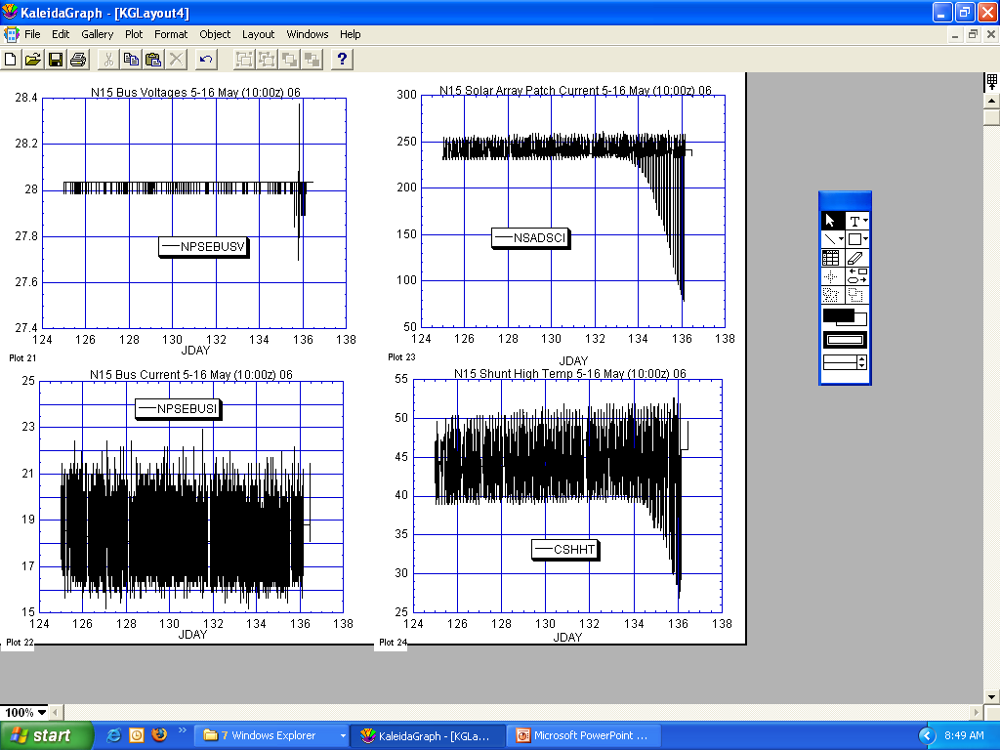 KaleidaGraph - [KGLayout4]
File Edit Gallery Plot Format Object Layout Windows Help
N15 Bus Voltages 5-16 May (10:00z) 06
28.4
28.2
28
27.8
27.6
27.4
NPSEBUSV
124 126 128 130 132 134 136 138
JDAY
Plot 21
N15 Solar Array Patch Current 5-16 May (10:00z) 06
300
250
200
150
100
50
NSADSCI
124 126 128 130 132 134 136 138
JDAY
Plot 23
N15 Bus Current 5-16 May (10:00z) 06
25
23
21
19
17
15
NPSEBUSI
124 126 128 130 132 134 136 138
JDAY
Plot 22
N15 Shunt High Temp 5-16 May (10:00z) 06
55
50
45
40
35
30
25
CSHHT
124 126 128 130 132 134 136 138
JDAY
Plot 24
T
100%
start
7 Windows Explorer
KaleidaGraph - [KGLa...
Microsoft PowerPoint ...
8:49 AM